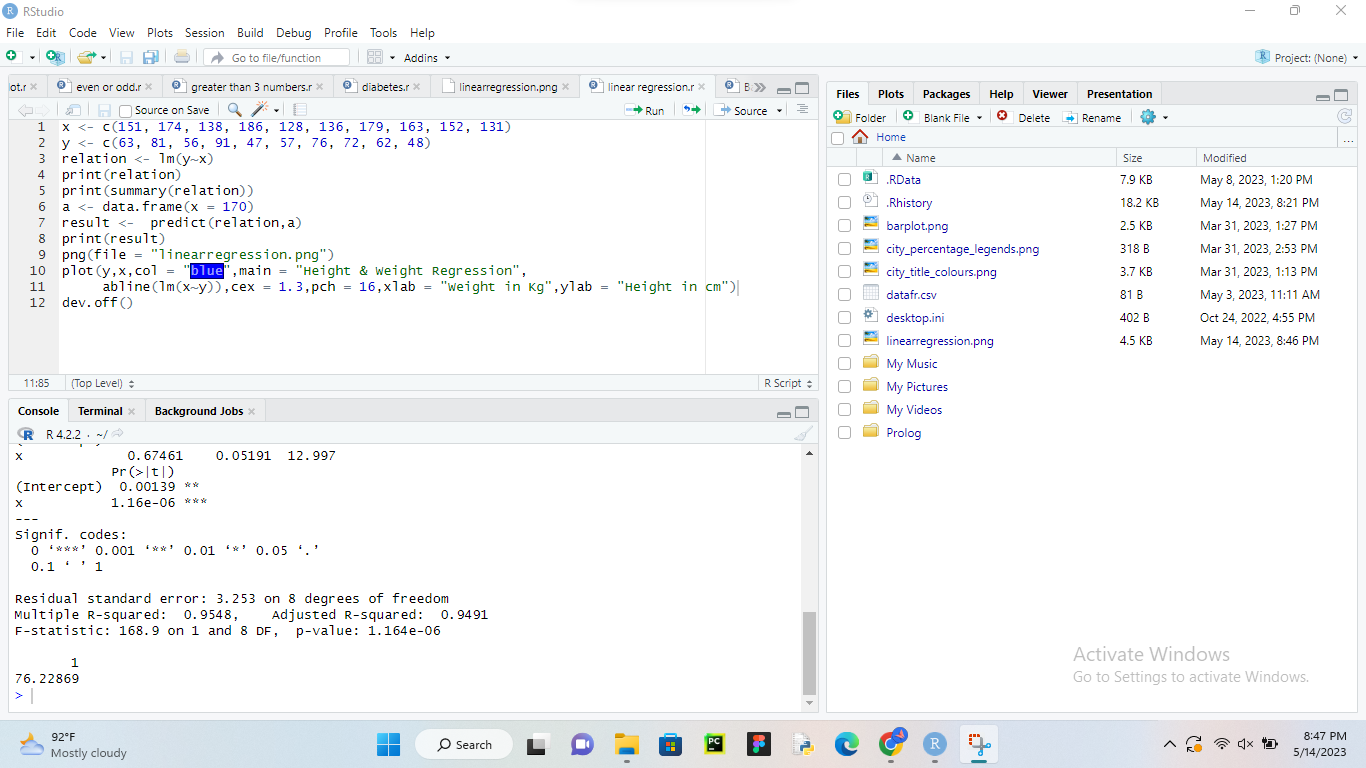 RStudio
File Edit Code View Plots Session Build Debug Profile Tools Help
Go to file/function Addins Project: (None)
ot.r even or odd.r greater than 3 numbers.r diabetes.r linearregression.png linear regression.r
Source on Save Run Source
1 x <- c(151, 174, 138, 186, 128, 136, 179, 163, 152, 131)
2 y <- c(63, 81, 56, 91, 47, 57, 76, 72, 62, 48)
3 relation <- lm(y~x)
4 print(relation)
5 print(summary(relation))
6 a <- data.frame(x = 170)
7 result <-  predict(relation,a)
8 print(result)
9 png(file = "linearregression.png")
10 plot(y,x,col = "blue",main = "Height & Weight Regression",
11      abline(lm(x~y)),cex = 1.3,pch = 16,xlab = "Weight in Kg",ylab = "Height in cm")
12 dev.off()
11:85 (Top Level) R Script
Console Terminal Background Jobs
R 4.2.2 · ~/
x            0.67461    0.05191  12.997
            Pr(>|t|)
(Intercept)  0.00139 **
x           1.16e-06 ***
---
Signif. codes:
  0 ‘***’ 0.001 ‘**’ 0.01 ‘*’ 0.05 ‘.’
  0.1 ‘ ’ 1
Residual standard error: 3.253 on 8 degrees of freedom
Multiple R-squared:  0.9548,    Adjusted R-squared:  0.9491
F-statistic: 168.9 on 1 and 8 DF,  p-value: 1.164e-06
       1
76.22869
>
Files Plots Packages Help Viewer Presentation
Folder Blank File Delete Rename
Home ...
Name Size Modified
.RData 7.9 KB May 8, 2023, 1:20 PM
.Rhistory 18.2 KB May 14, 2023, 8:21 PM
barplot.png 2.5 KB Mar 31, 2023, 1:27 PM
city_percentage_legends.png 318 B Mar 31, 2023, 2:53 PM
city_title_colours.png 3.7 KB Mar 31, 2023, 1:13 PM
datafr.csv 81 B May 3, 2023, 11:11 AM
desktop.ini 402 B Oct 24, 2022, 4:55 PM
linearregression.png 4.5 KB May 14, 2023, 8:46 PM
My Music
My Pictures
My Videos
Prolog
Activate Windows
Go to Settings to activate Windows.
92°F
Mostly cloudy
Search
8:47 PM
5/14/2023